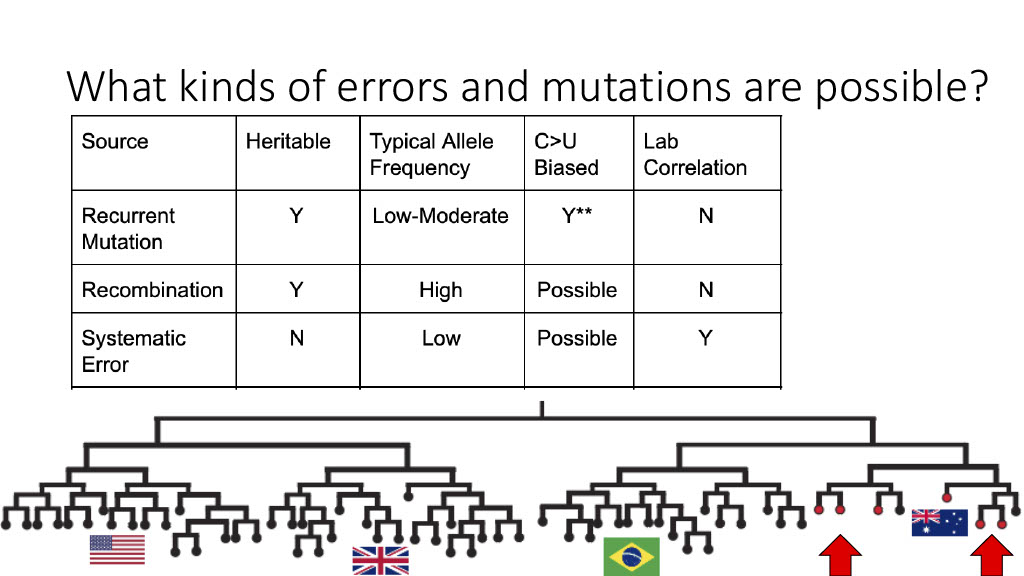 What kinds of errors and mutations are possible?
Source
Heritable
Typical Allele
Frequency
C>U
Biased
Lab
Correlation
Recurrent
Mutation
Y
Low-Moderate
Y**
N
Recombination
Y
High
Possible
N
Systematic
Error
N
Low
Possible
Y